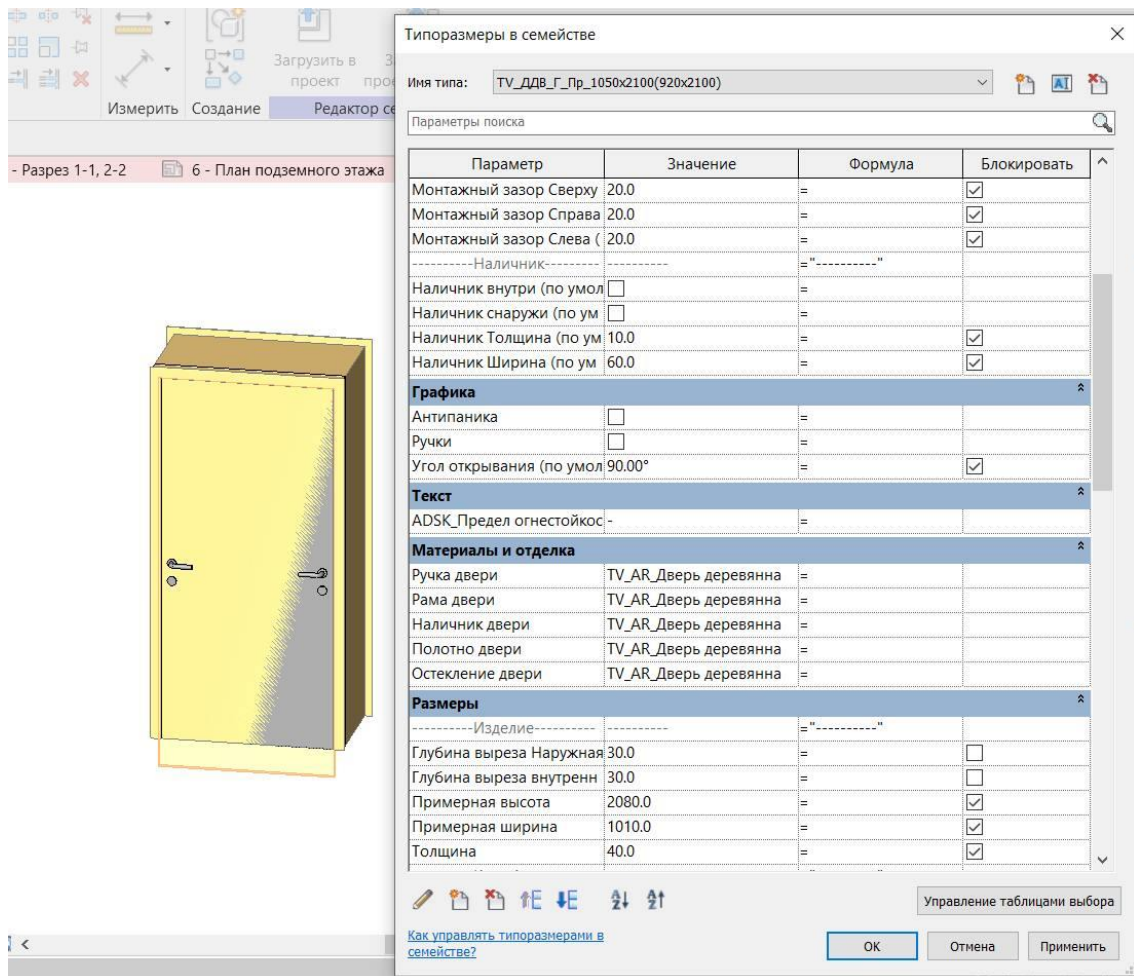 Типоразмеры в семействе
Загрузить в
проект
Измерить Создание
Редактор
- Разрез 1-1, 2-2
6 - План подземного этажа
Имя типа: TV_ДДВ_Г_Пр_1050x2100(920x2100)
Параметры поиска
Параметр Значение Формула Блокировать
Монтажный зазор Сверху 20.0 =
Монтажный зазор Справа 20.0 =
Монтажный зазор Слева ( 20.0 =
----------Наличник--------- ---------- ="----------"
Наличник внутри (по умол =
Наличник снаружи (по ум =
Наличник Толщина (по ум 10.0 =
Наличник Ширина (по ум 60.0 =
Графика
Антипаника =
Ручки =
Угол открывания (по умол 90.00° =
Текст
ADSK_Предел огнестойкос - =
Материалы и отделка
Ручка двери TV_AR_Дверь деревянна =
Рама двери TV_AR_Дверь деревянна =
Наличник двери TV_AR_Дверь деревянна =
Полотно двери TV_AR_Дверь деревянна =
Остекление двери TV_AR_Дверь деревянна =
Размеры
----------Изделие---------- ---------- ="----------"
Глубина выреза Наружная 30.0 =
Глубина выреза внутренн 30.0 =
Примерная высота 2080.0 =
Примерная ширина 1010.0 =
Толщина 40.0 =
Управление таблицами выбора
Как управлять типоразмерами в
семействе?
ОК Отмена Применить